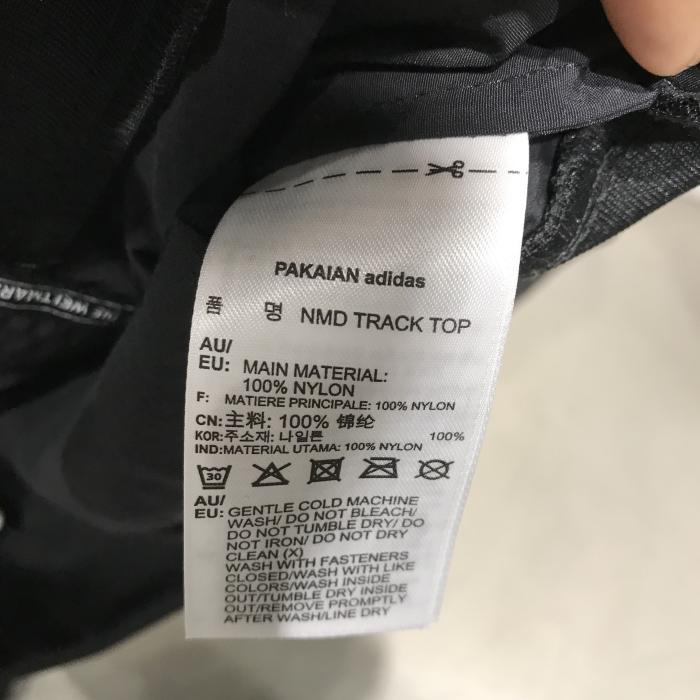 PAKAIAN adidas
품 명 NMD TRACK TOP
AU/
EU: MAIN MATERIAL:
100% NYLON
F: MATIERE PRINCIPALE: 100% NYLON
CN:主料: 100% 锦纶
KOR:주소재: 나일론 100%
IND:MATERIAL UTAMA: 100% NYLON
30
AU/
EU: GENTLE COLD MACHINE
WASH/ DO NOT BLEACH/
DO NOT TUMBLE DRY/ DO
NOT IRON/ DO NOT DRY
CLEAN (X)
WASH WITH FASTENERS
CLOSED/WASH WITH LIKE
COLORS/WASH INSIDE
OUT/TUMBLE DRY INSIDE
OUT/REMOVE PROMPTLY
AFTER WASH/LINE DRY